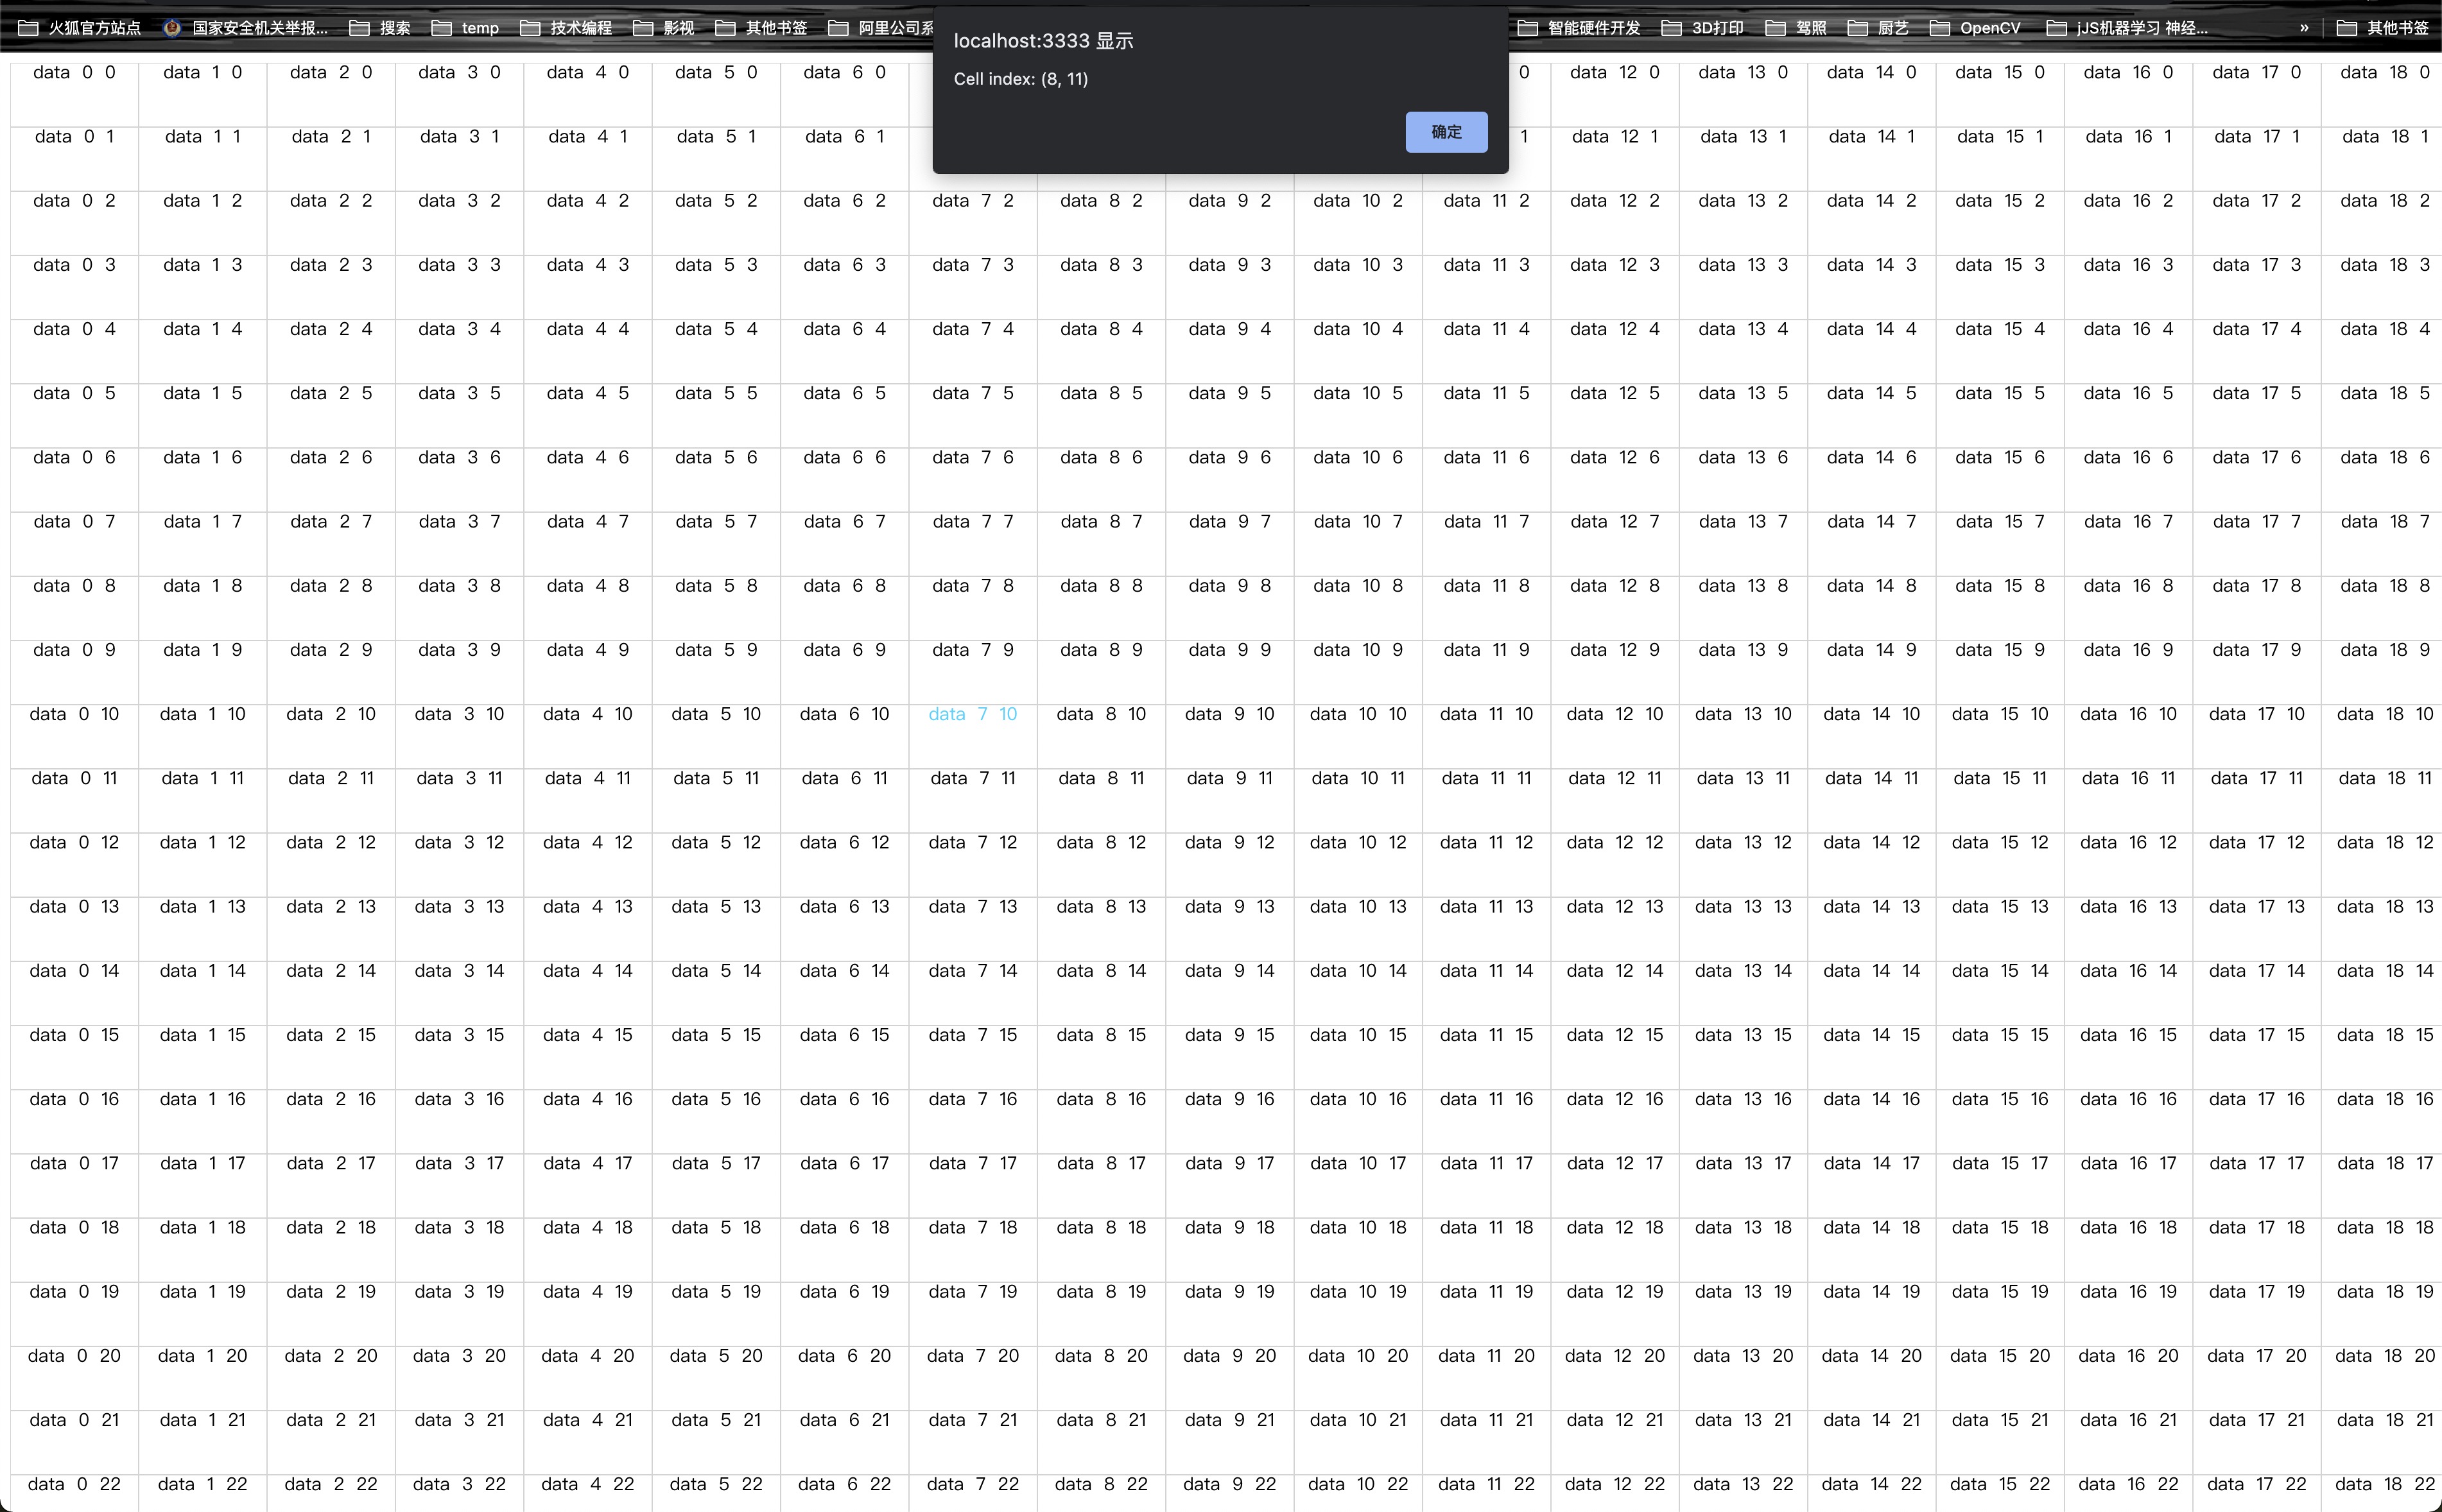 火狐官方站点 国家安全机关举报... 搜索 temp 技术编程 影视 其他书签 阿里公司系 智能硬件开发 3D打印 驾照 厨艺 OpenCV jJS机器学习 神经... » 其他书签
localhost:3333 显示
Cell index: (8, 11)
确定
data 0 0 data 1 0 data 2 0 data 3 0 data 4 0 data 5 0 data 6 0 0 data 12 0 data 13 0 data 14 0 data 15 0 data 16 0 data 17 0 data 18 0
data 0 1 data 1 1 data 2 1 data 3 1 data 4 1 data 5 1 data 6 1 1 data 12 1 data 13 1 data 14 1 data 15 1 data 16 1 data 17 1 data 18 1
data 0 2 data 1 2 data 2 2 data 3 2 data 4 2 data 5 2 data 6 2 data 7 2 data 8 2 data 9 2 data 10 2 data 11 2 data 12 2 data 13 2 data 14 2 data 15 2 data 16 2 data 17 2 data 18 2
data 0 3 data 1 3 data 2 3 data 3 3 data 4 3 data 5 3 data 6 3 data 7 3 data 8 3 data 9 3 data 10 3 data 11 3 data 12 3 data 13 3 data 14 3 data 15 3 data 16 3 data 17 3 data 18 3
data 0 4 data 1 4 data 2 4 data 3 4 data 4 4 data 5 4 data 6 4 data 7 4 data 8 4 data 9 4 data 10 4 data 11 4 data 12 4 data 13 4 data 14 4 data 15 4 data 16 4 data 17 4 data 18 4
data 0 5 data 1 5 data 2 5 data 3 5 data 4 5 data 5 5 data 6 5 data 7 5 data 8 5 data 9 5 data 10 5 data 11 5 data 12 5 data 13 5 data 14 5 data 15 5 data 16 5 data 17 5 data 18 5
data 0 6 data 1 6 data 2 6 data 3 6 data 4 6 data 5 6 data 6 6 data 7 6 data 8 6 data 9 6 data 10 6 data 11 6 data 12 6 data 13 6 data 14 6 data 15 6 data 16 6 data 17 6 data 18 6
data 0 7 data 1 7 data 2 7 data 3 7 data 4 7 data 5 7 data 6 7 data 7 7 data 8 7 data 9 7 data 10 7 data 11 7 data 12 7 data 13 7 data 14 7 data 15 7 data 16 7 data 17 7 data 18 7
data 0 8 data 1 8 data 2 8 data 3 8 data 4 8 data 5 8 data 6 8 data 7 8 data 8 8 data 9 8 data 10 8 data 11 8 data 12 8 data 13 8 data 14 8 data 15 8 data 16 8 data 17 8 data 18 8
data 0 9 data 1 9 data 2 9 data 3 9 data 4 9 data 5 9 data 6 9 data 7 9 data 8 9 data 9 9 data 10 9 data 11 9 data 12 9 data 13 9 data 14 9 data 15 9 data 16 9 data 17 9 data 18 9
data 0 10 data 1 10 data 2 10 data 3 10 data 4 10 data 5 10 data 6 10 data 7 10 data 8 10 data 9 10 data 10 10 data 11 10 data 12 10 data 13 10 data 14 10 data 15 10 data 16 10 data 17 10 data 18 10
data 0 11 data 1 11 data 2 11 data 3 11 data 4 11 data 5 11 data 6 11 data 7 11 data 8 11 data 9 11 data 10 11 data 11 11 data 12 11 data 13 11 data 14 11 data 15 11 data 16 11 data 17 11 data 18 11
data 0 12 data 1 12 data 2 12 data 3 12 data 4 12 data 5 12 data 6 12 data 7 12 data 8 12 data 9 12 data 10 12 data 11 12 data 12 12 data 13 12 data 14 12 data 15 12 data 16 12 data 17 12 data 18 12
data 0 13 data 1 13 data 2 13 data 3 13 data 4 13 data 5 13 data 6 13 data 7 13 data 8 13 data 9 13 data 10 13 data 11 13 data 12 13 data 13 13 data 14 13 data 15 13 data 16 13 data 17 13 data 18 13
data 0 14 data 1 14 data 2 14 data 3 14 data 4 14 data 5 14 data 6 14 data 7 14 data 8 14 data 9 14 data 10 14 data 11 14 data 12 14 data 13 14 data 14 14 data 15 14 data 16 14 data 17 14 data 18 14
data 0 15 data 1 15 data 2 15 data 3 15 data 4 15 data 5 15 data 6 15 data 7 15 data 8 15 data 9 15 data 10 15 data 11 15 data 12 15 data 13 15 data 14 15 data 15 15 data 16 15 data 17 15 data 18 15
data 0 16 data 1 16 data 2 16 data 3 16 data 4 16 data 5 16 data 6 16 data 7 16 data 8 16 data 9 16 data 10 16 data 11 16 data 12 16 data 13 16 data 14 16 data 15 16 data 16 16 data 17 16 data 18 16
data 0 17 data 1 17 data 2 17 data 3 17 data 4 17 data 5 17 data 6 17 data 7 17 data 8 17 data 9 17 data 10 17 data 11 17 data 12 17 data 13 17 data 14 17 data 15 17 data 16 17 data 17 17 data 18 17
data 0 18 data 1 18 data 2 18 data 3 18 data 4 18 data 5 18 data 6 18 data 7 18 data 8 18 data 9 18 data 10 18 data 11 18 data 12 18 data 13 18 data 14 18 data 15 18 data 16 18 data 17 18 data 18 18
data 0 19 data 1 19 data 2 19 data 3 19 data 4 19 data 5 19 data 6 19 data 7 19 data 8 19 data 9 19 data 10 19 data 11 19 data 12 19 data 13 19 data 14 19 data 15 19 data 16 19 data 17 19 data 18 19
data 0 20 data 1 20 data 2 20 data 3 20 data 4 20 data 5 20 data 6 20 data 7 20 data 8 20 data 9 20 data 10 20 data 11 20 data 12 20 data 13 20 data 14 20 data 15 20 data 16 20 data 17 20 data 18 20
data 0 21 data 1 21 data 2 21 data 3 21 data 4 21 data 5 21 data 6 21 data 7 21 data 8 21 data 9 21 data 10 21 data 11 21 data 12 21 data 13 21 data 14 21 data 15 21 data 16 21 data 17 21 data 18 21
data 0 22 data 1 22 data 2 22 data 3 22 data 4 22 data 5 22 data 6 22 data 7 22 data 8 22 data 9 22 data 10 22 data 11 22 data 12 22 data 13 22 data 14 22 data 15 22 data 16 22 data 17 22 data 18 22